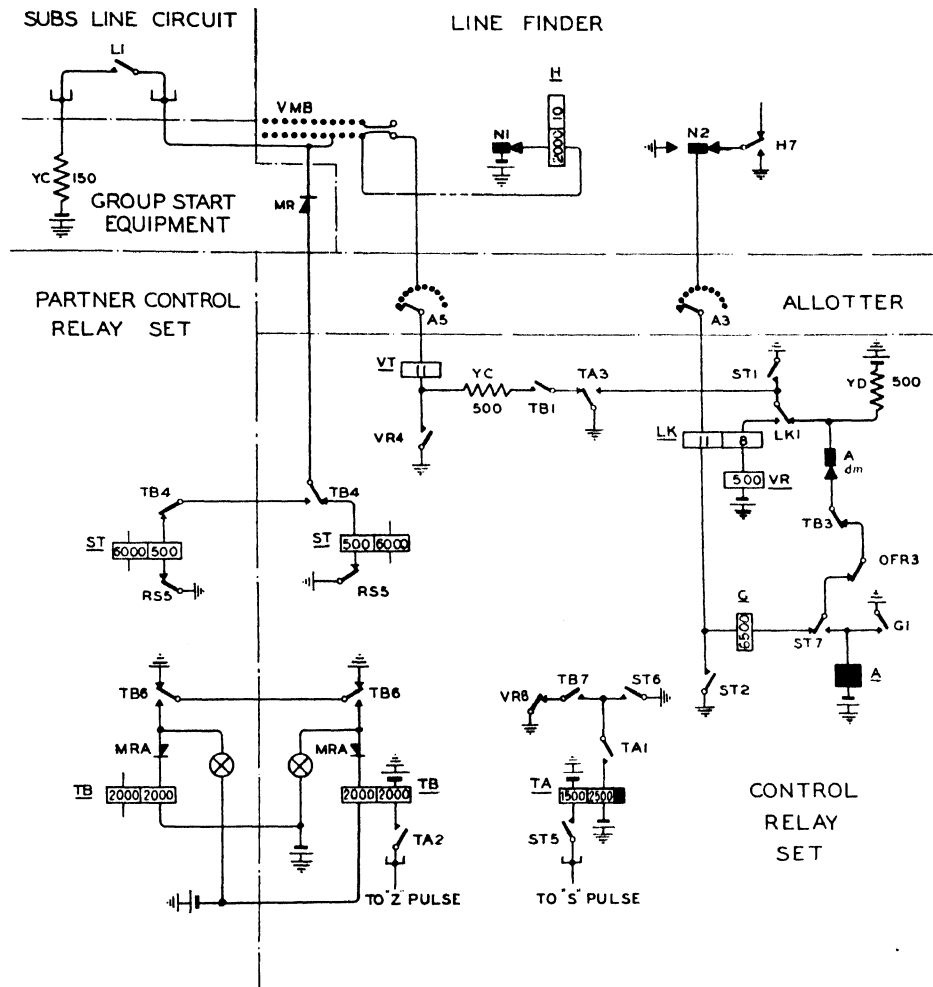 SUBS LINE CIRCUIT
LINE FINDER
L1
H
VMB
10
2000
N1
N2
H7
YC
150
GROUP START
EQUIPMENT
MR
PARTNER CONTROL
RELAY SET
ALLOTTER
A5
A3
VT
11
YC
500
TB1
TA3
ST1
YD
500
VR4
LK
11
8
LK1
A
dm
500
VR
TB4
TB4
TB3
ST
6000
500
ST
500
6000
OFR3
RS5
RS5
G
6500
ST7
G1
ST2
A
TB6
TB6
VR8
TB7
ST6
MRA
MRA
TA1
TB
2000
2000
2000
2000
TB
TA
1500
2500
CONTROL
RELAY
SET
TA2
ST5
TO "Z" PULSE
TO "S" PULSE